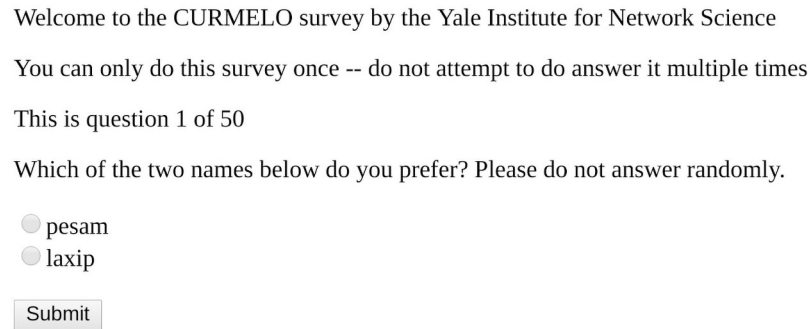 Welcome to the CURMELO survey by the Yale Institute for Network Science
You can only do this survey once -- do not attempt to do answer it multiple times
This is question 1 of 50
Which of the two names below do you prefer? Please do not answer randomly.
pesam
laxip
Submit